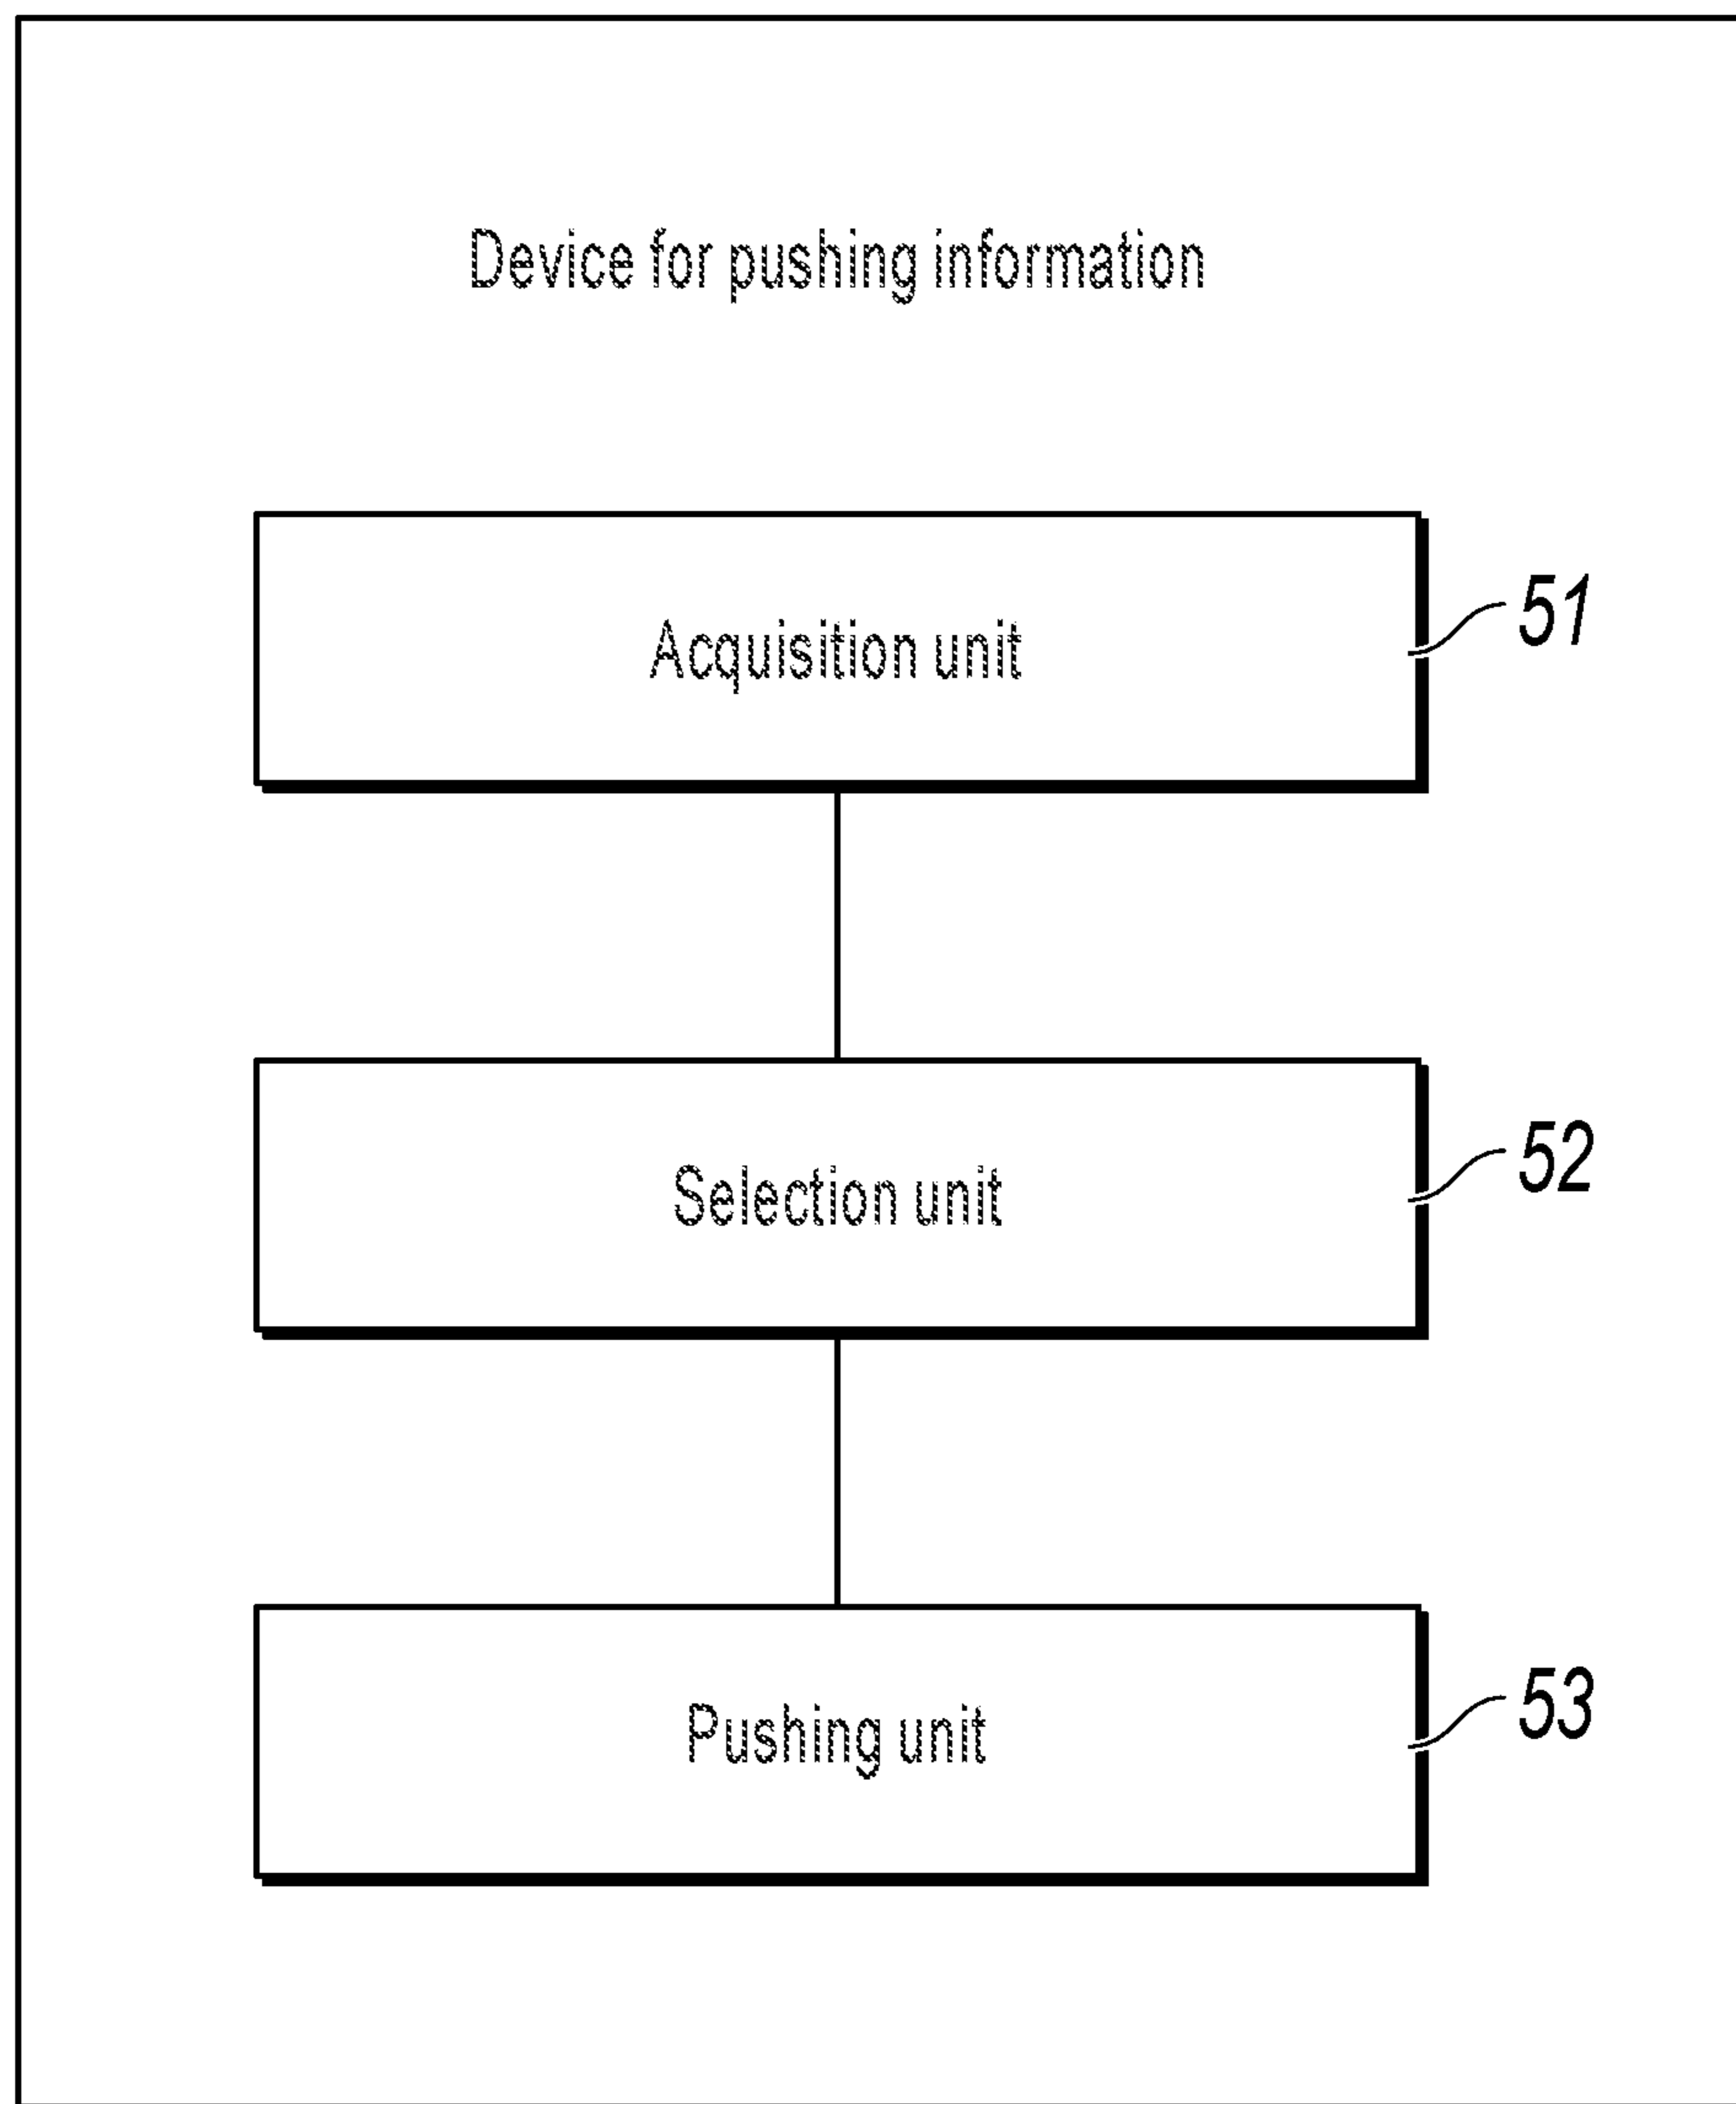 Device for pushing information
Acquisition unit
51
Selection unit
52
Pushing unit
53